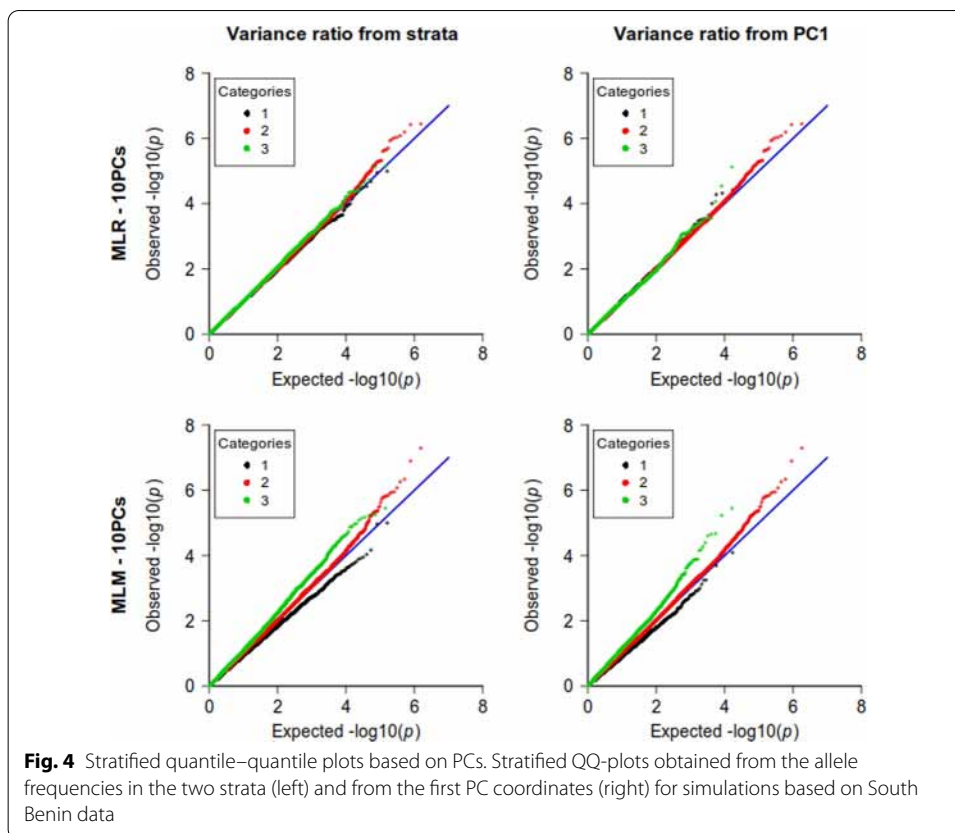 Variance ratio from strata
Variance ratio from PC1
MLR - 10PCs
Observed -log10(p)
8
6
4
2
0
Categories
1
2
3
0 2 4 6 8
Expected -log10(p)
Observed -log10(p)
8
6
4
2
0
Categories
1
2
3
0 2 4 6 8
Expected -log10(p)
MLM - 10PCs
Observed -log10(p)
8
6
4
2
0
Categories
1
2
3
0 2 4 6 8
Expected -log10(p)
Observed -log10(p)
8
6
4
2
0
Categories
1
2
3
0 2 4 6 8
Expected -log10(p)
Fig. 4 Stratified quantile–quantile plots based on PCs. Stratified QQ-plots obtained from the allele
frequencies in the two strata (left) and from the first PC coordinates (right) for simulations based on South
Benin data